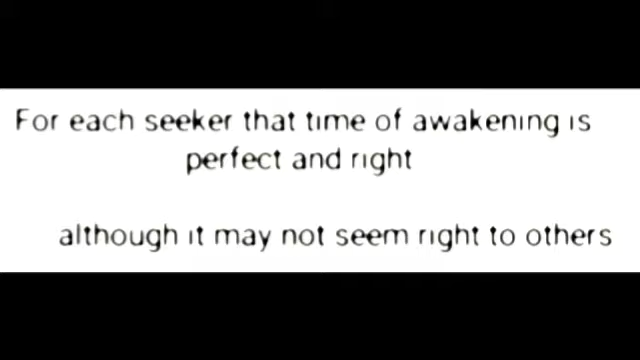 For each seeker that time of awakening is
perfect and right
although it may not seem right to others